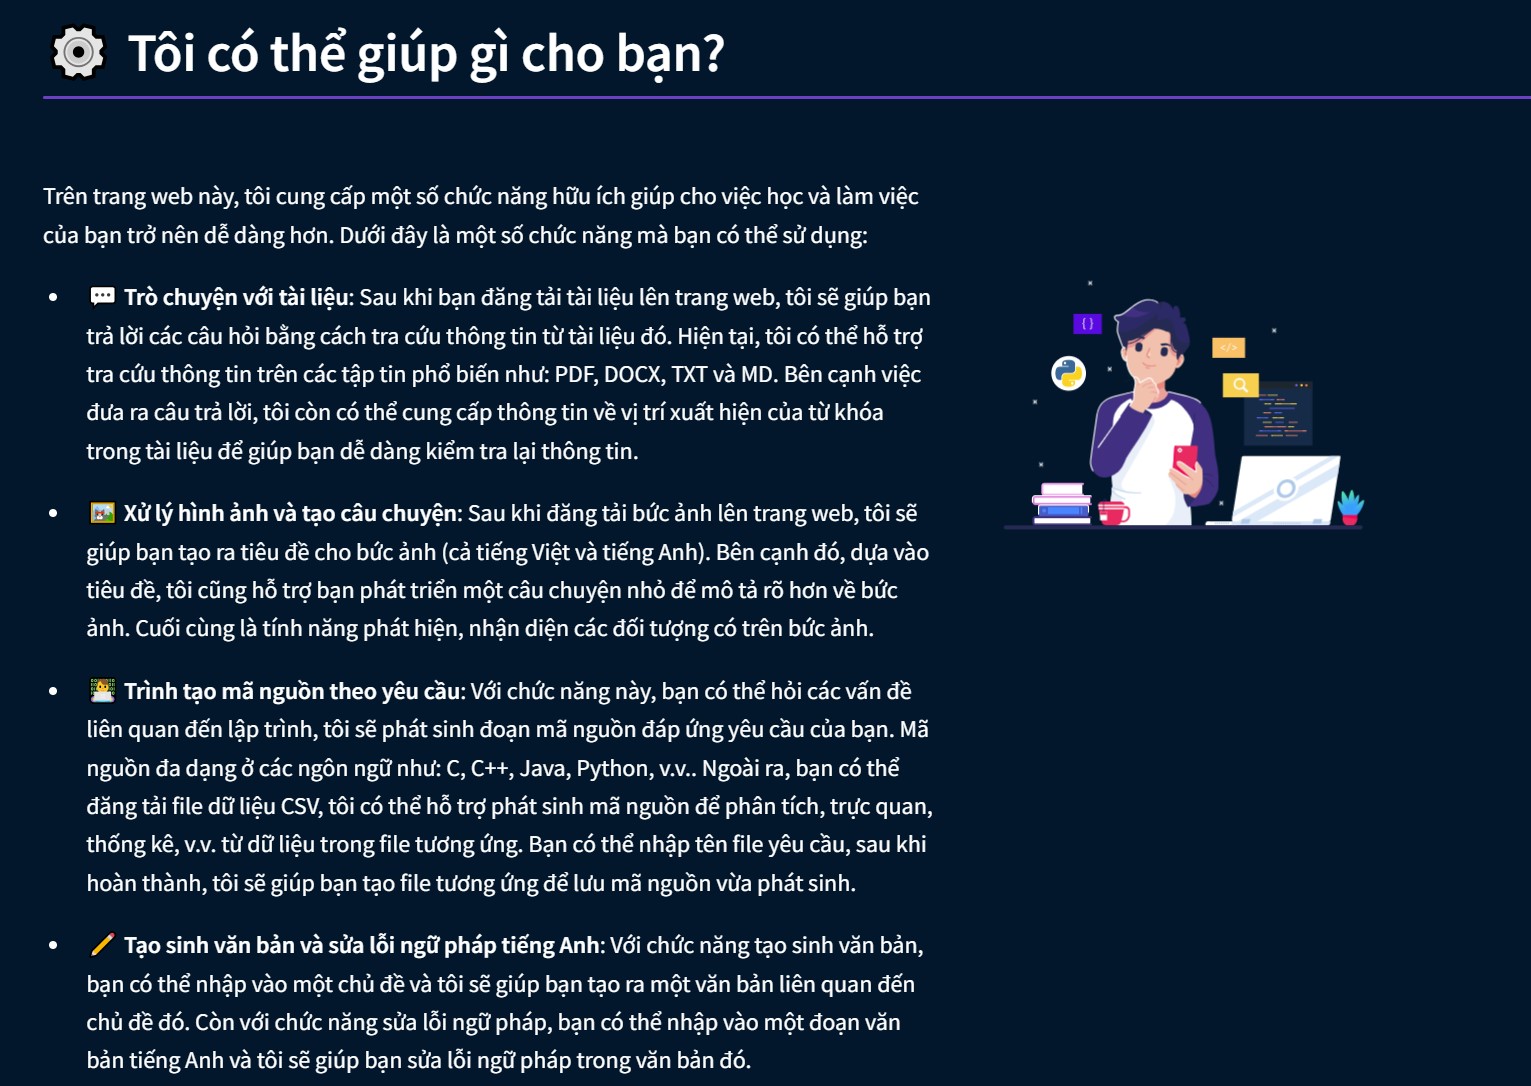 Tôi có thể giúp gì cho bạn?
Trên trang web này, tôi cung cấp một số chức năng hữu ích giúp cho việc học và làm việc
của bạn trở nên dễ dàng hơn. Dưới đây là một số chức năng mà bạn có thể sử dụng:
• 💬 Trò chuyện với tài liệu: Sau khi bạn đăng tải tài liệu lên trang web, tôi sẽ giúp bạn
trả lời các câu hỏi bằng cách tra cứu thông tin từ tài liệu đó. Hiện tại, tôi có thể hỗ trợ
tra cứu thông tin trên các tập tin phổ biến như: PDF, DOCX, TXT và MD. Bên cạnh việc
đưa ra câu trả lời, tôi còn có thể cung cấp thông tin về vị trí xuất hiện của từ khóa
trong tài liệu để giúp bạn dễ dàng kiểm tra lại thông tin.
• 🖼️ Xử lý hình ảnh và tạo câu chuyện: Sau khi đăng tải bức ảnh lên trang web, tôi sẽ
giúp bạn tạo ra tiêu đề cho bức ảnh (cả tiếng Việt và tiếng Anh). Bên cạnh đó, dựa vào
tiêu đề, tôi cũng hỗ trợ bạn phát triển một câu chuyện nhỏ để mô tả rõ hơn về bức
ảnh. Cuối cùng là tính năng phát hiện, nhận diện các đối tượng có trên bức ảnh.
• 👨‍💻 Trình tạo mã nguồn theo yêu cầu: Với chức năng này, bạn có thể hỏi các vấn đề
liên quan đến lập trình, tôi sẽ phát sinh đoạn mã nguồn đáp ứng yêu cầu của bạn. Mã
nguồn đa dạng ở các ngôn ngữ như: C, C++, Java, Python, v.v.. Ngoài ra, bạn có thể
đăng tải file dữ liệu CSV, tôi có thể hỗ trợ phát sinh mã nguồn để phân tích, trực quan,
thống kê, v.v. từ dữ liệu trong file tương ứng. Bạn có thể nhập tên file yêu cầu, sau khi
hoàn thành, tôi sẽ giúp bạn tạo file tương ứng để lưu mã nguồn vừa phát sinh.
• ✏️ Tạo sinh văn bản và sửa lỗi ngữ pháp tiếng Anh: Với chức năng tạo sinh văn bản,
bạn có thể nhập vào một chủ đề và tôi sẽ giúp bạn tạo ra một văn bản liên quan đến
chủ đề đó. Còn với chức năng sửa lỗi ngữ pháp, bạn có thể nhập vào một đoạn văn
bản tiếng Anh và tôi sẽ giúp bạn sửa lỗi ngữ pháp trong văn bản đó.
{ }
</>